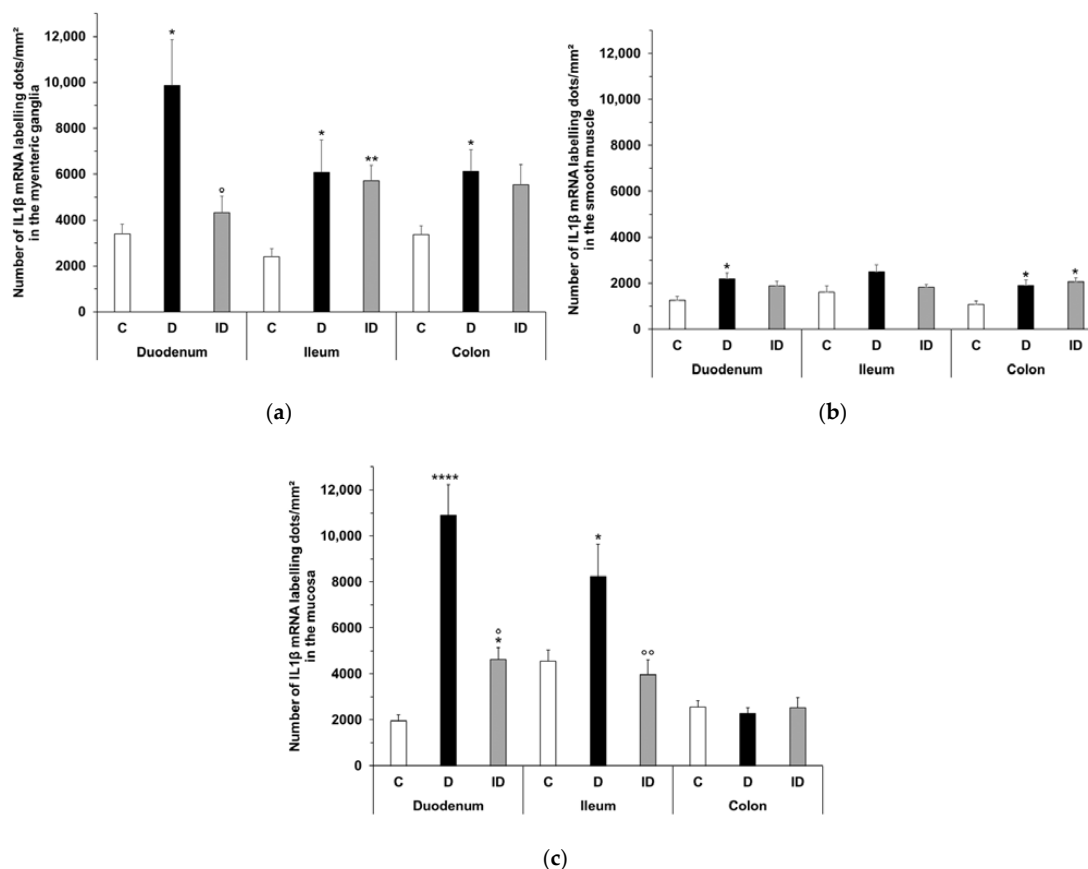 Number of IL1β mRNA labelling dots/mm²
in the myenteric ganglia
12,000
10,000
8000
6000
4000
2000
0
*
°
*
**
*
C D ID C D ID C D ID
Duodenum Ileum Colon
(a)
Number of IL1β mRNA labelling dots/mm²
in the smooth muscle
12,000
10,000
8000
6000
4000
2000
0
*
*
*
C D ID C D ID C D ID
Duodenum Ileum Colon
(b)
Number of IL1β mRNA labelling dots/mm²
in the mucosa
12,000
10,000
8000
6000
4000
2000
0
****
°
*
*
°°
C D ID C D ID C D ID
Duodenum Ileum Colon
(c)